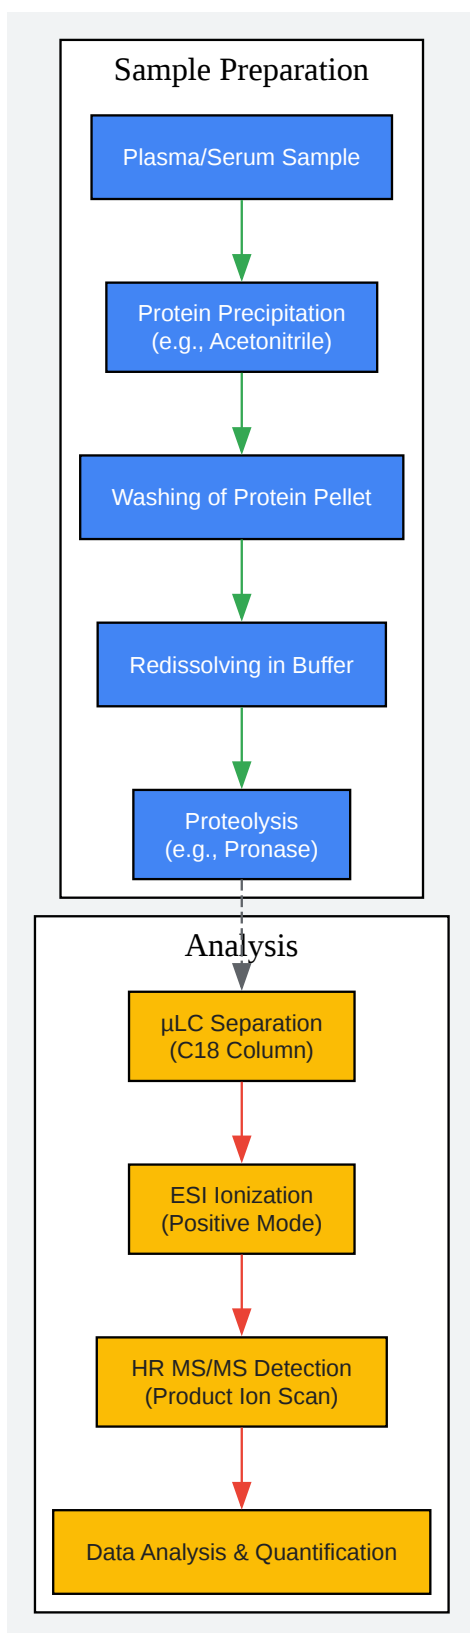 Sample Preparation
Plasma/Serum Sample
Protein Precipitation
(e.g., Acetonitrile)
Washing of Protein Pellet
Redissolving in Buffer
Proteolysis
(e.g., Pronase)
Analysis
µLC Separation
(C18 Column)
ESI Ionization
(Positive Mode)
HR MS/MS Detection
(Product Ion Scan)
Data Analysis & Quantification